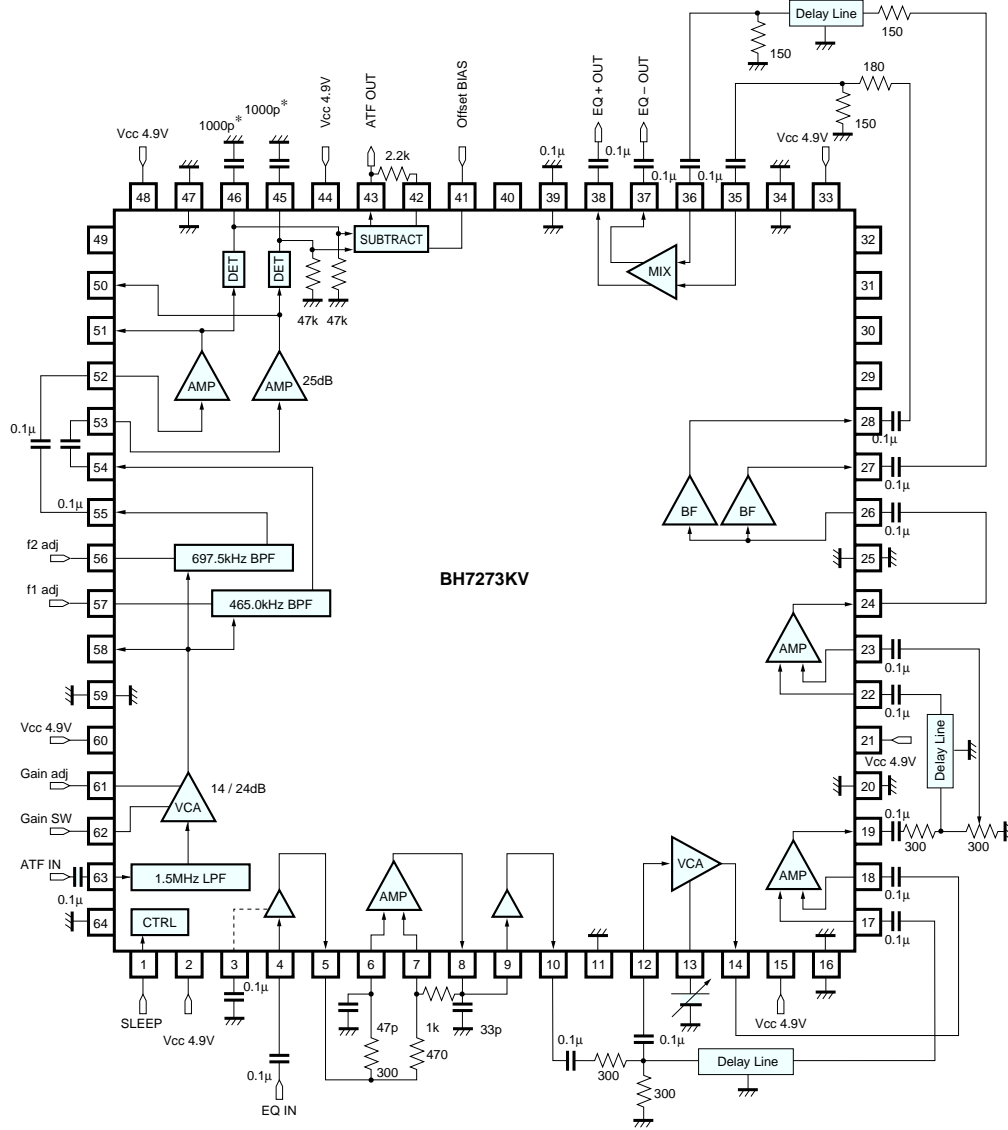 Delay Line
150
150
180
150
Vcc 4.9V
1000p*
1000p*
Vcc 4.9V
ATF OUT
2.2k
Offset BIAS
0.1µ
EQ + OUT
0.1µ
EQ – OUT
0.1µ
0.1µ
0.1µ
Vcc 4.9V
48
47
46
45
44
43
42
41
40
39
38
37
36
35
34
33
49
50
51
52
53
54
55
56
57
58
59
60
61
62
63
64
32
31
30
29
28
27
26
25
24
23
22
21
20
19
18
17
DET
DET
SUBTRACT
47k
47k
MIX
AMP
AMP
25dB
0.1µ
0.1µ
f2 adj
697.5kHz BPF
f1 adj
465.0kHz BPF
BH7273KV
BF
BF
0.1µ
0.1µ
0.1µ
AMP
0.1µ
0.1µ
Delay Line
Vcc 4.9V
Vcc 4.9V
Gain adj
Gain SW
VCA
14 / 24dB
ATF IN
0.1µ
1.5MHz LPF
CTRL
AMP
VCA
AMP
0.1µ
300
300
0.1µ
0.1µ
1
2
3
4
5
6
7
8
9
10
11
12
13
14
15
16
SLEEP
Vcc 4.9V
0.1µ
0.1µ
EQ IN
47p
300
1k
470
33p
0.1µ
300
0.1µ
300
Delay Line
Vcc 4.9V